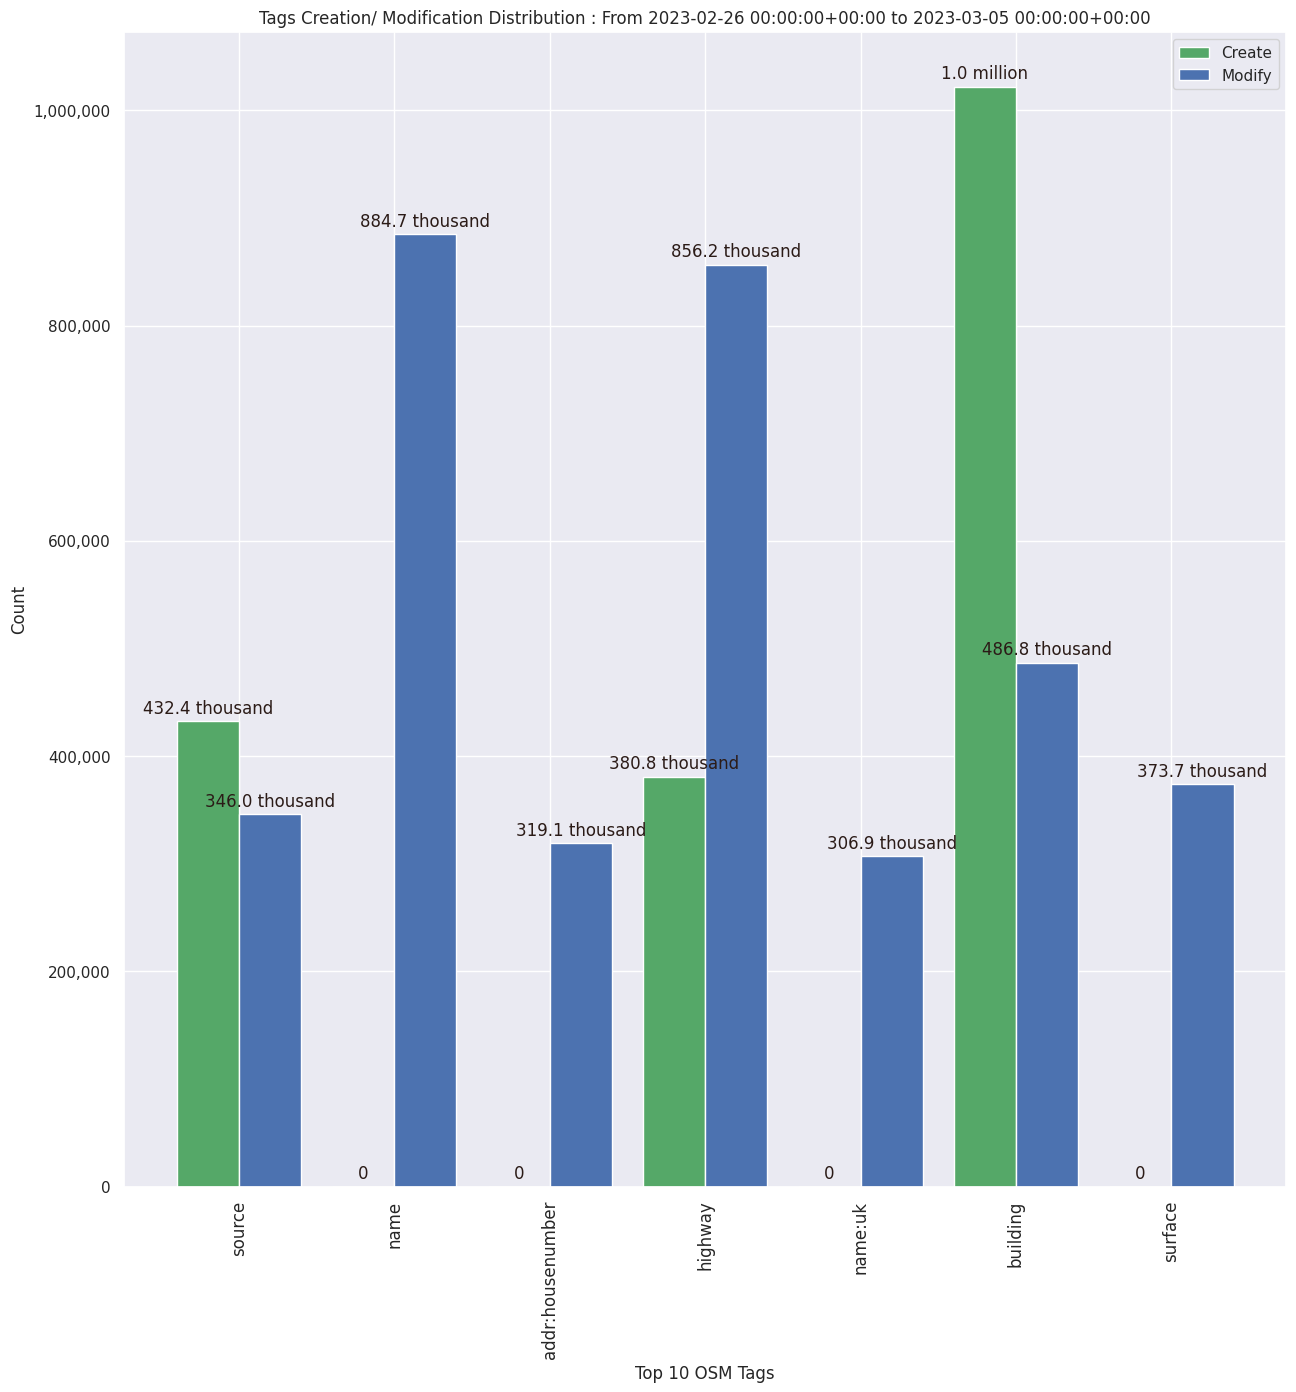 Tags Creation/ Modification Distribution : From 2023-02-26 00:00:00+00:00 to 2023-03-05 00:00:00+00:00
Create
Modify
1.0 million
1,000,000
884.7 thousand
856.2 thousand
800,000
486.8 thousand
600,000
Count
432.4 thousand
400,000
380.8 thousand
373.7 thousand
346.0 thousand
319.1 thousand
306.9 thousand
200,000
0
0
0
0
0
source
name
addr:housenumber
highway
name:uk
building
surface
Top 10 OSM Tags